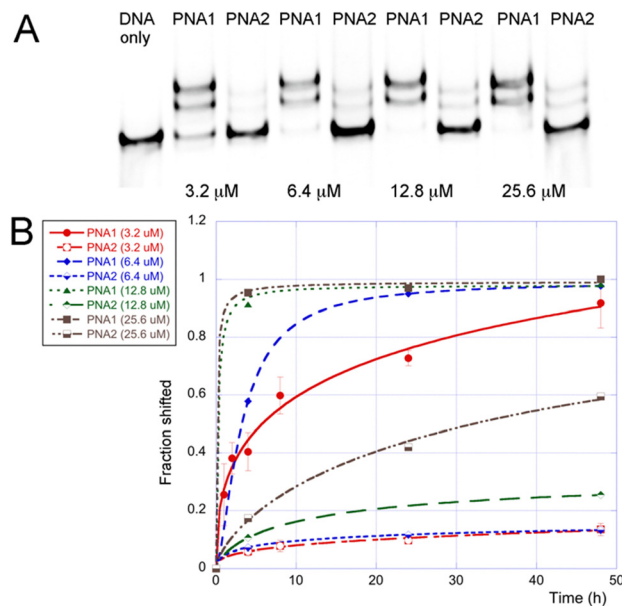 A
DNA only
PNA1 PNA2 PNA1 PNA2 PNA1 PNA2 PNA1 PNA2
3.2 μM 6.4 μM 12.8 μM 25.6 μM
B
PNA1 (3.2 uM)
PNA2 (3.2 uM)
PNA1 (6.4 uM)
PNA2 (6.4 uM)
PNA1 (12.8 uM)
PNA2 (12.8 uM)
PNA1 (25.6 uM)
PNA2 (25.6 uM)
Fraction shifted
1.2
1
0.8
0.6
0.4
0.2
0
0 10 20 30 40 50
Time (h)